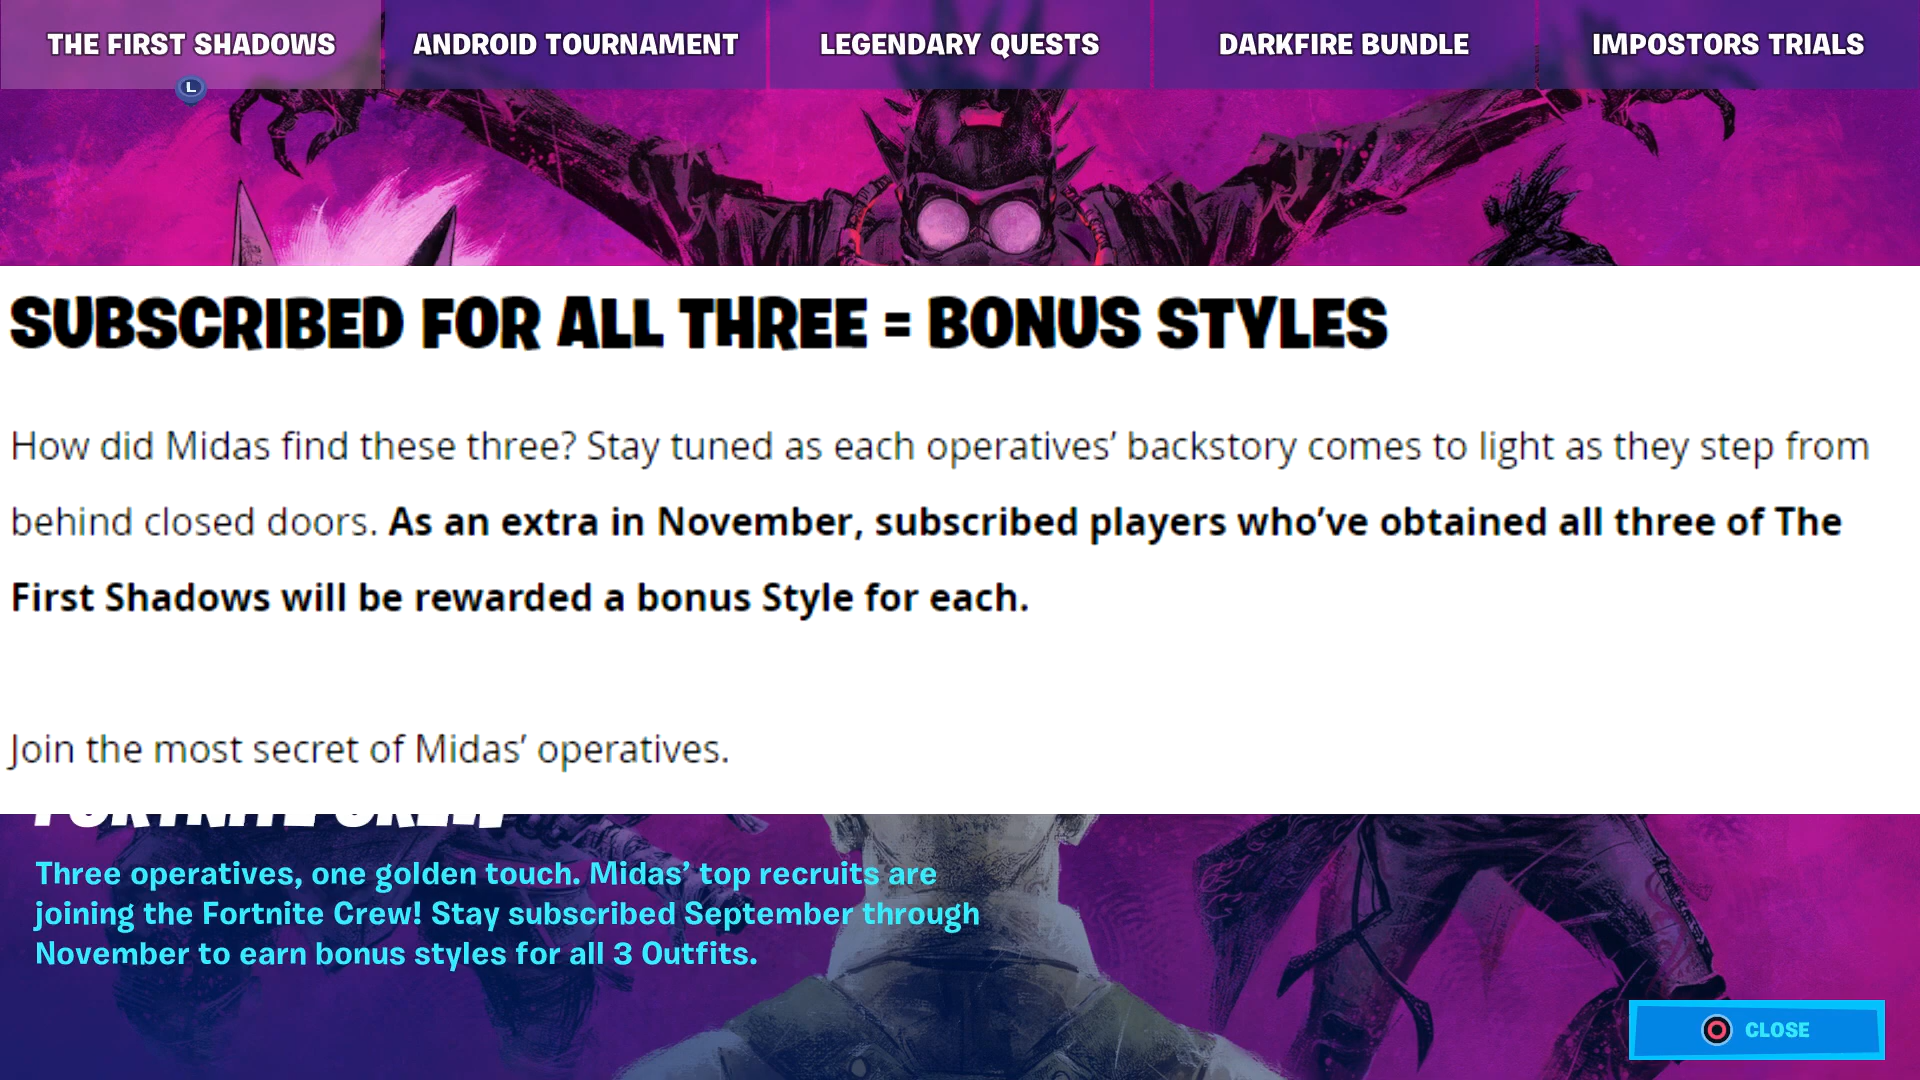 THE FIRST SHADOWS
ANDROID TOURNAMENT
LEGENDARY QUESTS
DARKFIRE BUNDLE
IMPOSTORS TRIALS
L
SUBSCRIBED FOR ALL THREE = BONUS STYLES
How did Midas find these three? Stay tuned as each operatives’ backstory comes to light as they step from
behind closed doors. As an extra in November, subscribed players who’ve obtained all three of The
First Shadows will be rewarded a bonus Style for each.
Join the most secret of Midas’ operatives.
FORTNITE CREW
Three operatives, one golden touch. Midas’ top recruits are
joining the Fortnite Crew! Stay subscribed September through
November to earn bonus styles for all 3 Outfits.
CLOSE